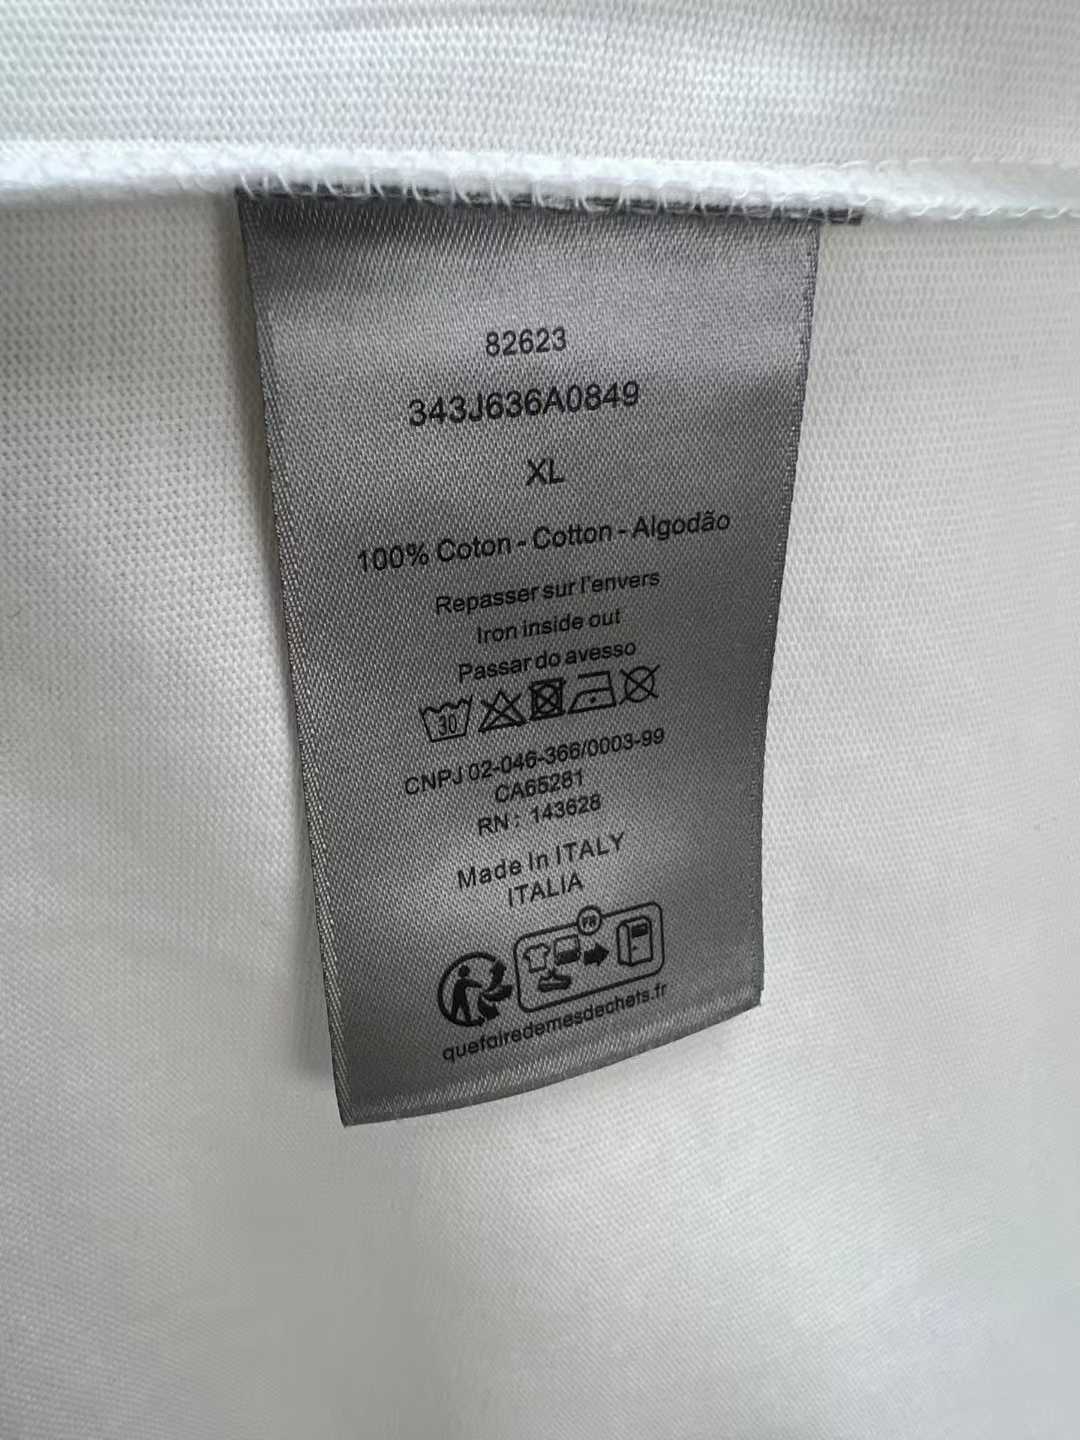 82623
343J636A0849
XL
100% Coton - Cotton - Algodão
Repasser sur l'envers
Iron inside out
Passar do avesso
30
CNPJ 02-046-366/0003-99
CA65281
RN : 143628
Made In ITALY
ITALIA
FR
quefairedemesdechets.fr